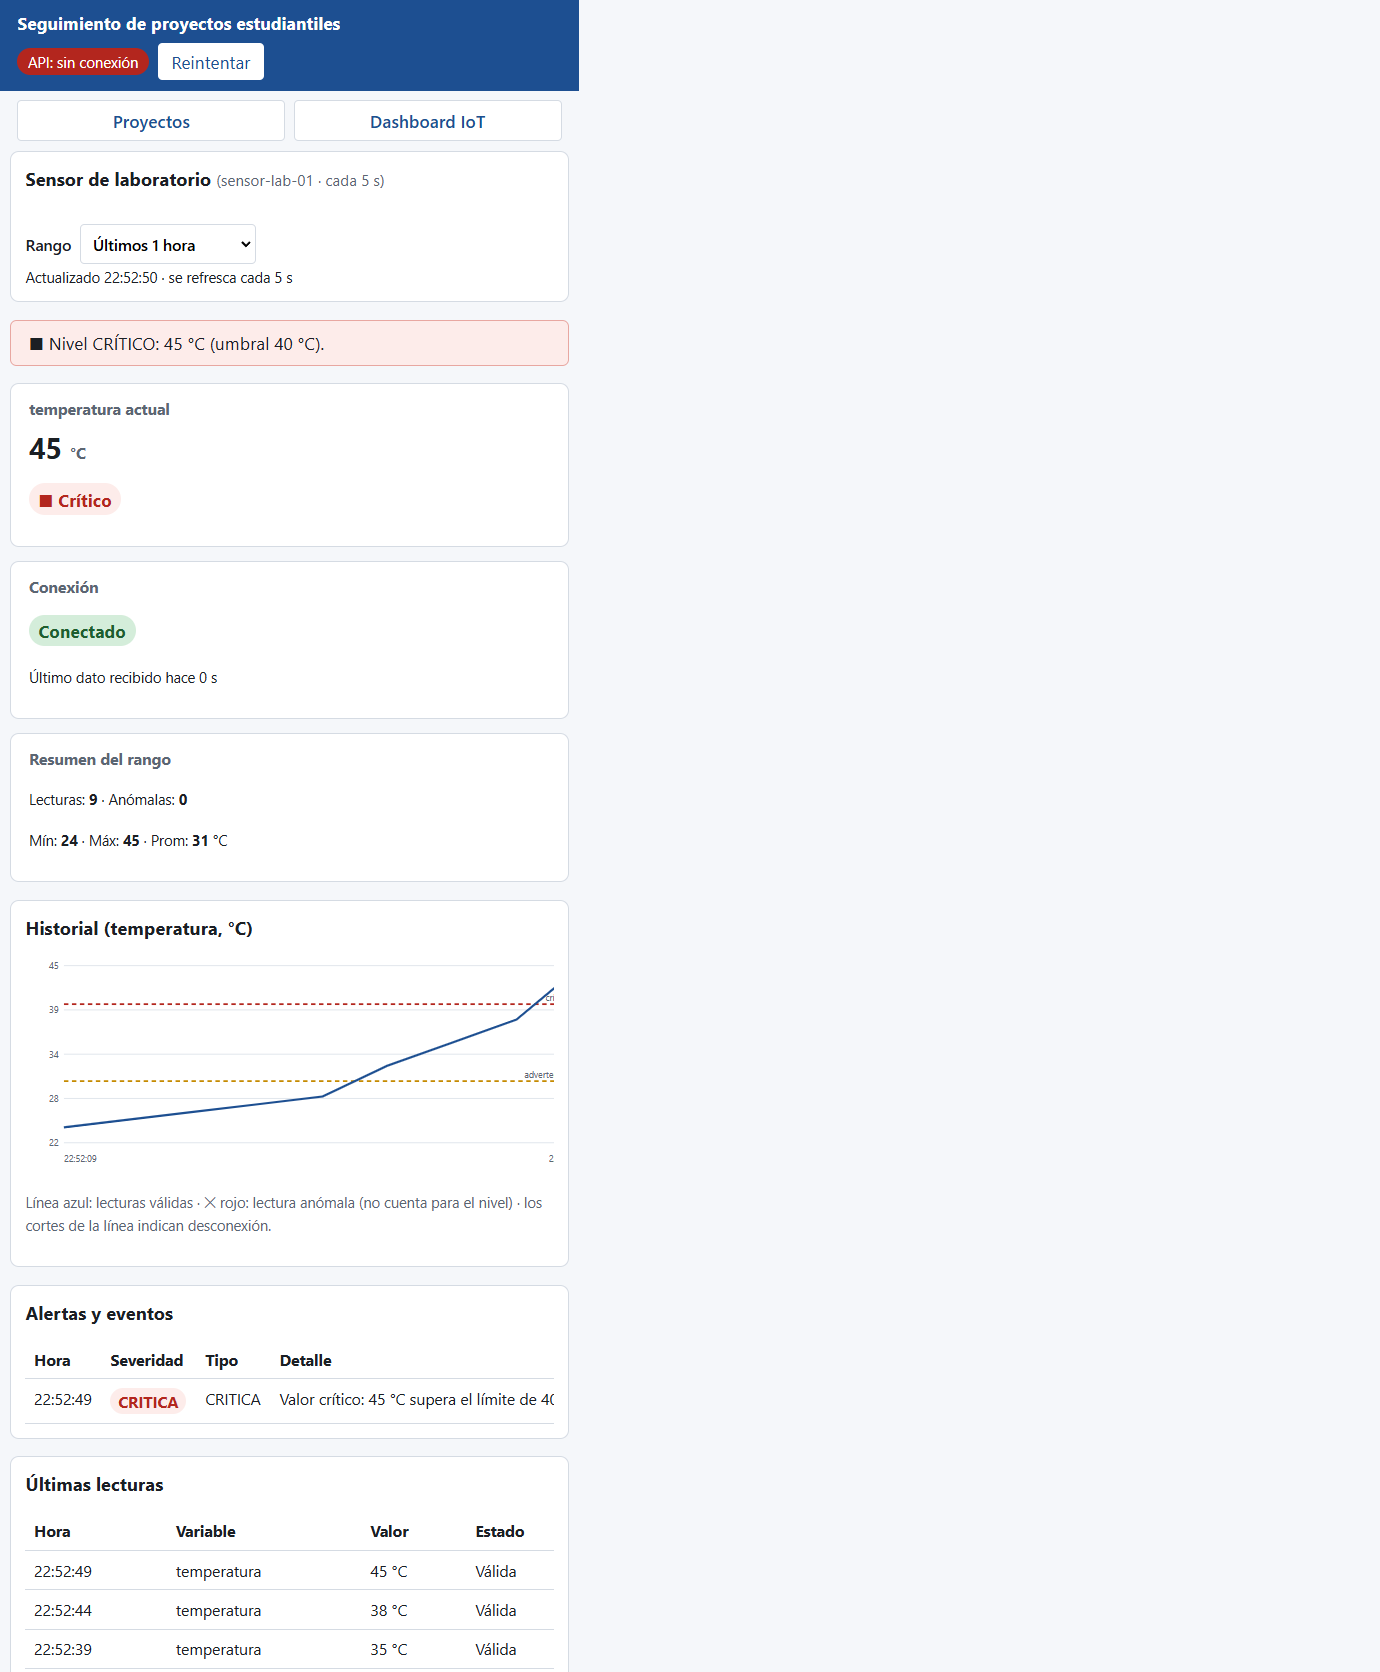 Seguimiento de proyectos estudiantiles
API: sin conexión
Reintentar
Proyectos
Dashboard IoT
Sensor de laboratorio (sensor-lab-01 · cada 5 s)
Rango
Últimos 1 hora
Actualizado 22:52:50 · se refresca cada 5 s
■ Nivel CRÍTICO: 45 °C (umbral 40 °C).
temperatura actual
45 °C
■ Crítico
Conexión
Conectado
Último dato recibido hace 0 s
Resumen del rango
Lecturas: 9 · Anómalas: 0
Mín: 24 · Máx: 45 · Prom: 31 °C
Historial (temperatura, °C)
45
crí
39
34
adverte
28
22
22:52:09
2
Línea azul: lecturas válidas · ✕ rojo: lectura anómala (no cuenta para el nivel) · los
cortes de la línea indican desconexión.
Alertas y eventos
Hora Severidad Tipo Detalle
22:52:49 CRITICA CRITICA Valor crítico: 45 °C supera el límite de 40
Últimas lecturas
Hora Variable Valor Estado
22:52:49 temperatura 45 °C Válida
22:52:44 temperatura 38 °C Válida
22:52:39 temperatura 35 °C Válida